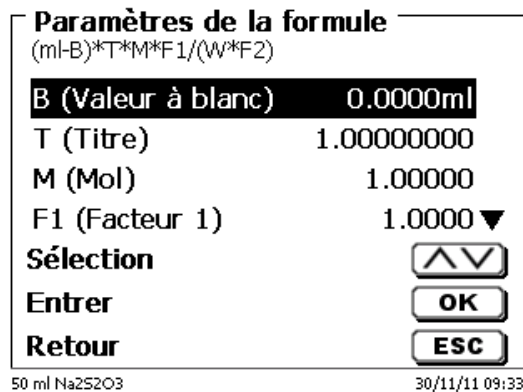 Paramètres de la formule
(ml-B)*T*M*F1/(W*F2)
B (Valeur à blanc) 0.0000ml
T (Titre) 1.00000000
M (Mol) 1.00000
F1 (Facteur 1) 1.0000
Sélection
Entrer OK
Retour ESC
50 ml Na2S2O3 30/11/11 09:33